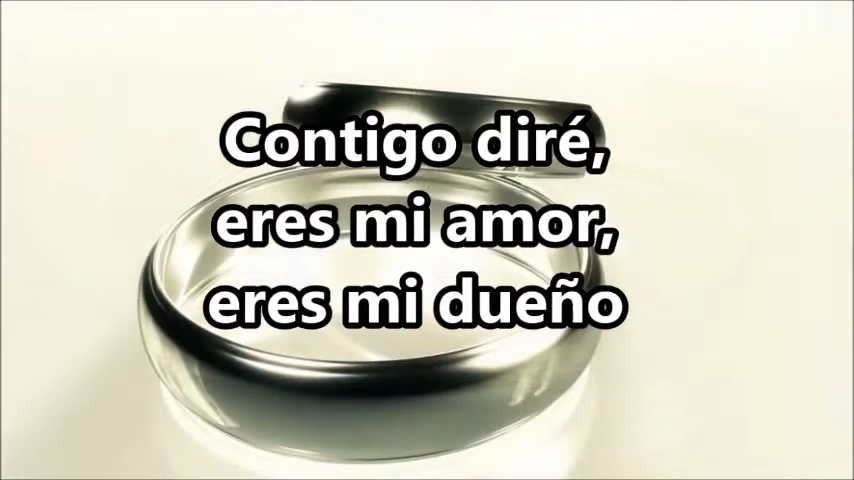 Contigo diré,
eres mi amor,
eres mi dueño